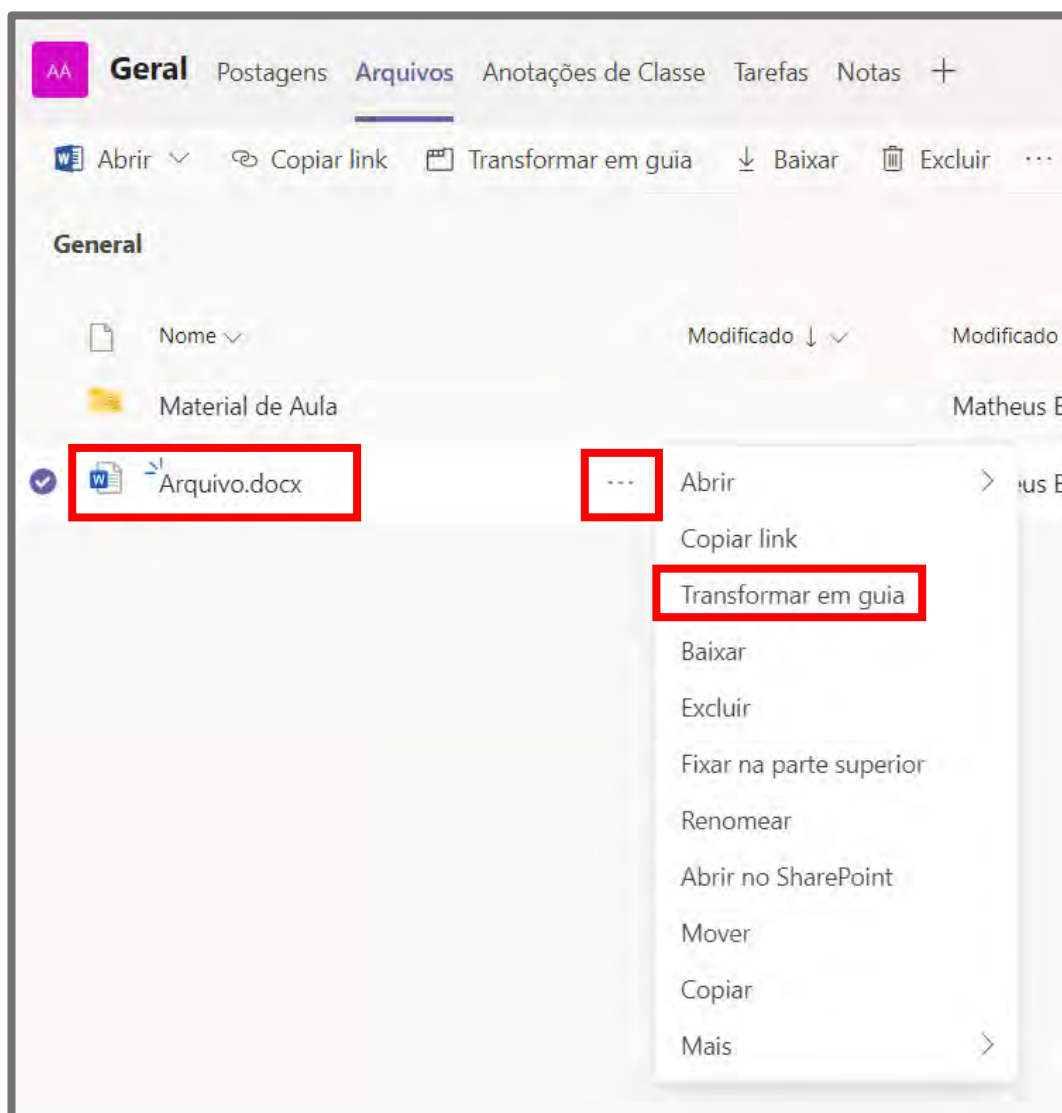 AA Geral Postagens Arquivos Anotações de Classe Tarefas Notas +
Abrir Copiar link Transformar em guia Baixar Excluir ...
General
Nome Modificado ↓ Modificado
Material de Aula Matheus E
Arquivo.docx ... Abrir us E
Copiar link
Transformar em guia
Baixar
Excluir
Fixar na parte superior
Renomear
Abrir no SharePoint
Mover
Copiar
Mais